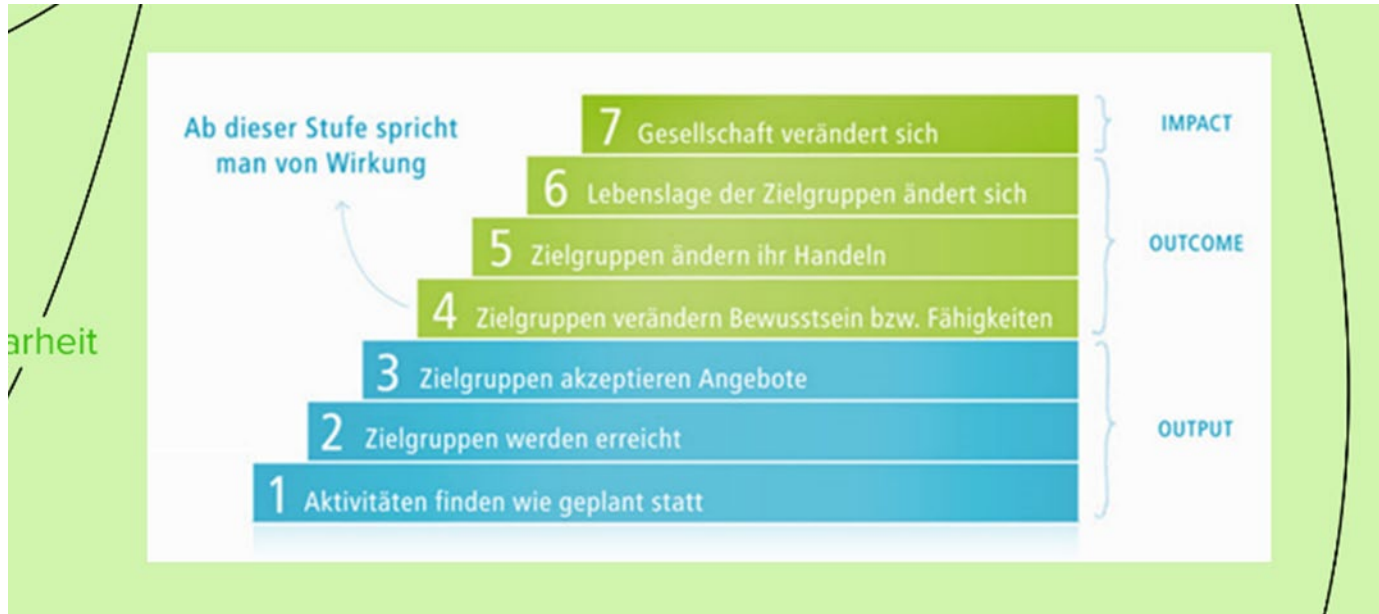 Ab dieser Stufe spricht
man von Wirkung
7 Gesellschaft verändert sich
IMPACT
6 Lebenslage der Zielgruppen ändert sich
5 Zielgruppen ändern ihr Handeln
OUTCOME
4 Zielgruppen verändern Bewusstsein bzw. Fähigkeiten
arheit
3 Zielgruppen akzeptieren Angebote
2 Zielgruppen werden erreicht
OUTPUT
1 Aktivitäten finden wie geplant statt